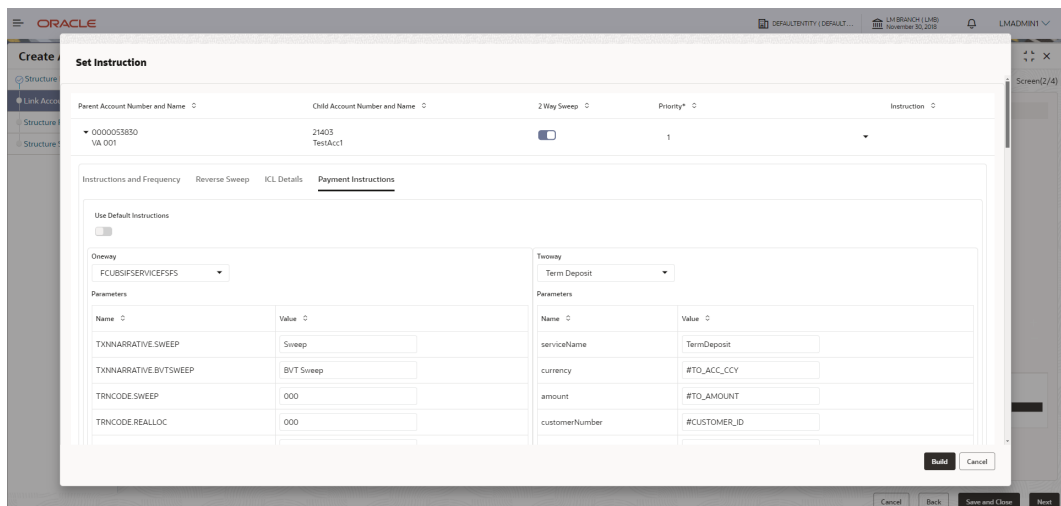 ORACLE
DEFAULTENTITY ( DEFAULT...
LM BRANCH ( LMB)
November 30, 2018
LMADMIN1
Create
Set Instruction
Structure
Screen(2/4)
Link Accou
Parent Account Number and Name
Child Account Number and Name
2 Way Sweep
Priority*
Instruction
Structure
0000053830
VA 001
21403
TestAcc1
1
Structure
Instructions and Frequency
Reverse Sweep
ICL Details
Payment Instructions
Use Default Instructions
Oneway
Twoway
FCUBSIFSERVICEFSFS
Term Deposit
Parameters
Parameters
Name
Value
Name
Value
TXNNARRATIVE.SWEEP
Sweep
serviceName
TermDeposit
TXNNARRATIVE.BVTSWEEP
BVT Sweep
currency
#TO_ACC_CCY
TRNCODE.SWEEP
000
amount
#TO_AMOUNT
TRNCODE.REALLOC
000
customerNumber
#CUSTOMER_ID
Build
Cancel
Cancel
Back
Save and Close
Next